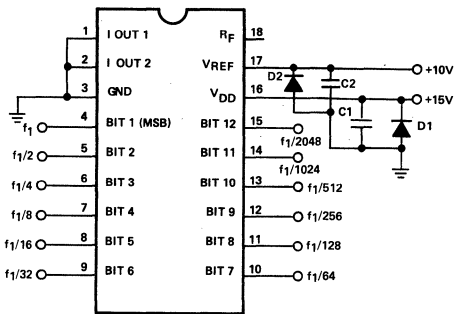 1 I OUT 1 RF 18
2 I OUT 2 VREF 17 D2 C2 +10V
3 GND VDD 16 C1 +15V D1
f1 4 BIT 1 (MSB) BIT 12 15 f1/2048
f1/2 5 BIT 2 BIT 11 14 f1/1024
f1/4 6 BIT 3 BIT 10 13 f1/512
f1/8 7 BIT 4 BIT 9 12 f1/256
f1/16 8 BIT 5 BIT 8 11 f1/128
f1/32 9 BIT 6 BIT 7 10 f1/64